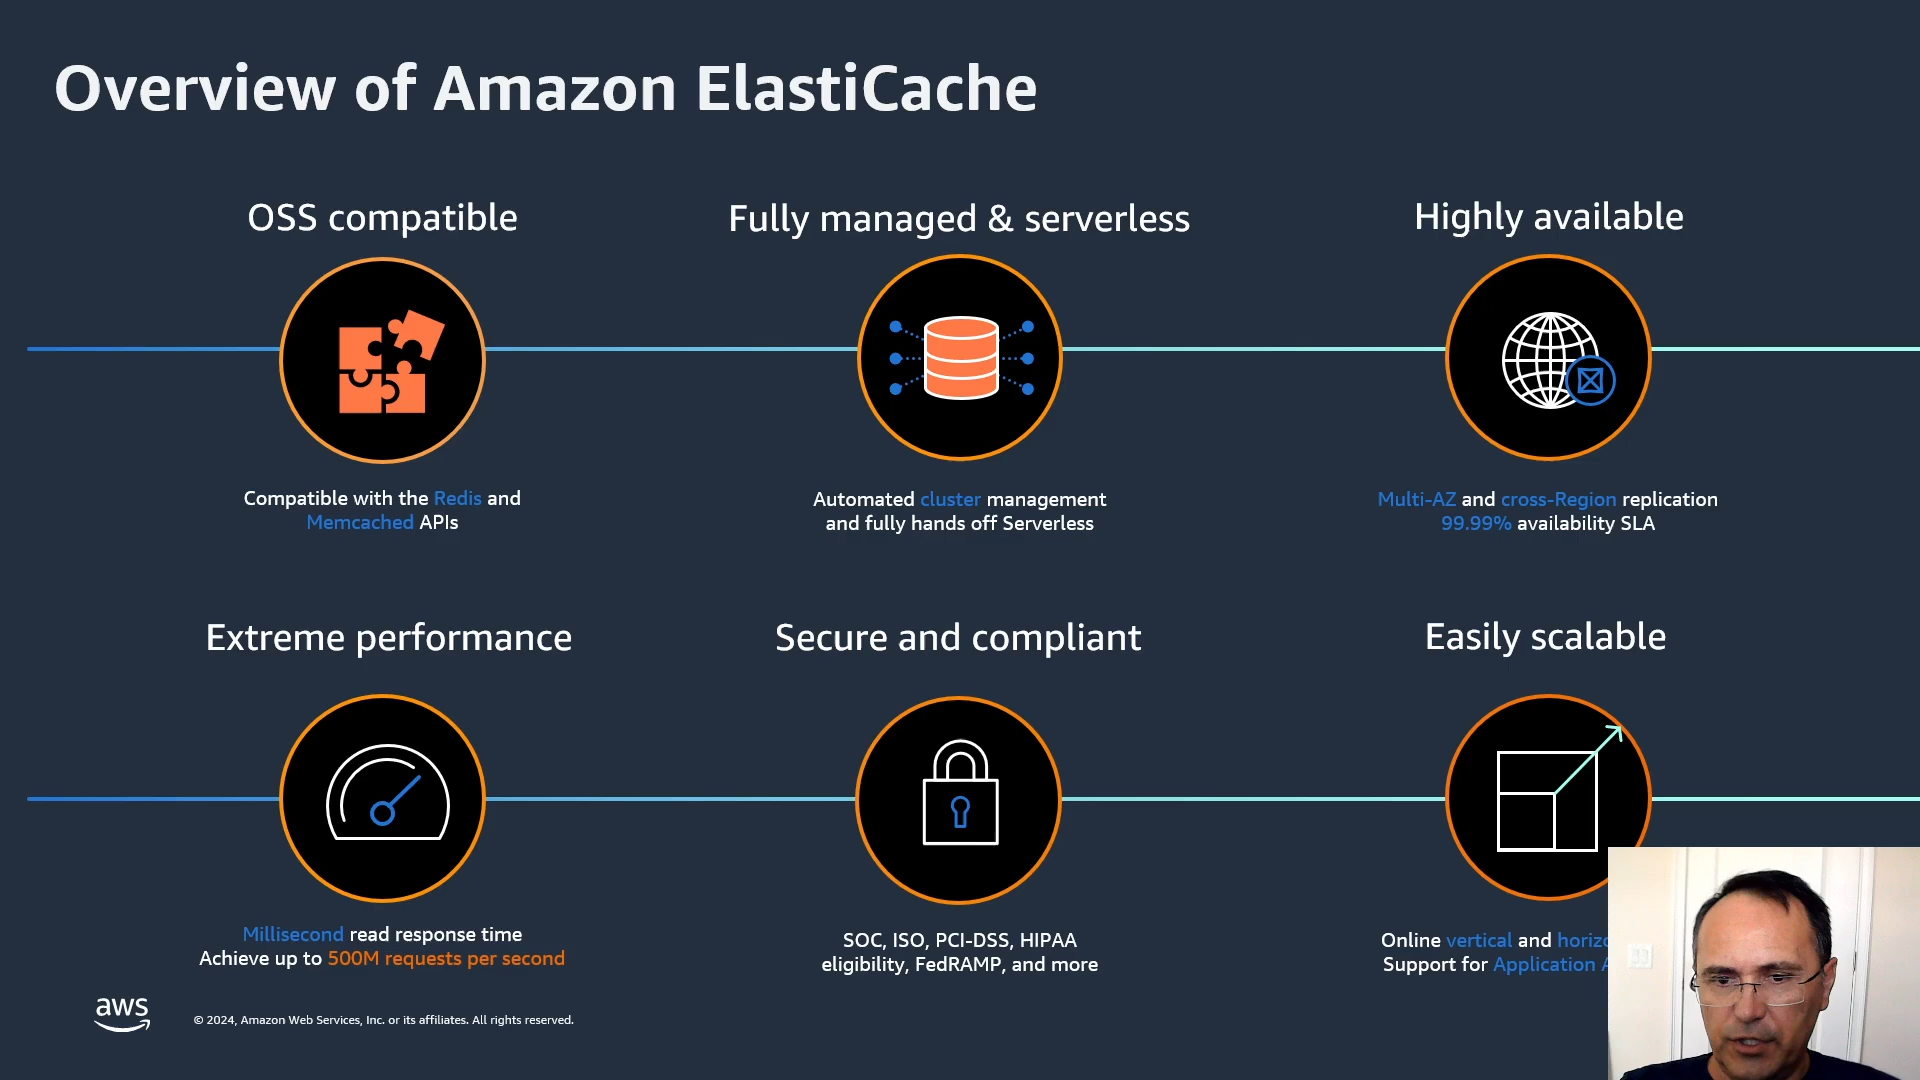 Overview of Amazon ElastiCache
OSS compatible
Compatible with the Redis and
Memcached APIs
Fully managed & serverless
Automated cluster management
and fully hands off Serverless
Highly available
Multi-AZ and cross-Region replication
99.99% availability SLA
Extreme performance
Millisecond read response time
Achieve up to 500M requests per second
Secure and compliant
SOC, ISO, PCI-DSS, HIPAA
eligibility, FedRAMP, and more
Easily scalable
Online vertical and
Support for Application
aws
© 2024, Amazon Web Services, Inc. or its affiliates. All rights reserved.